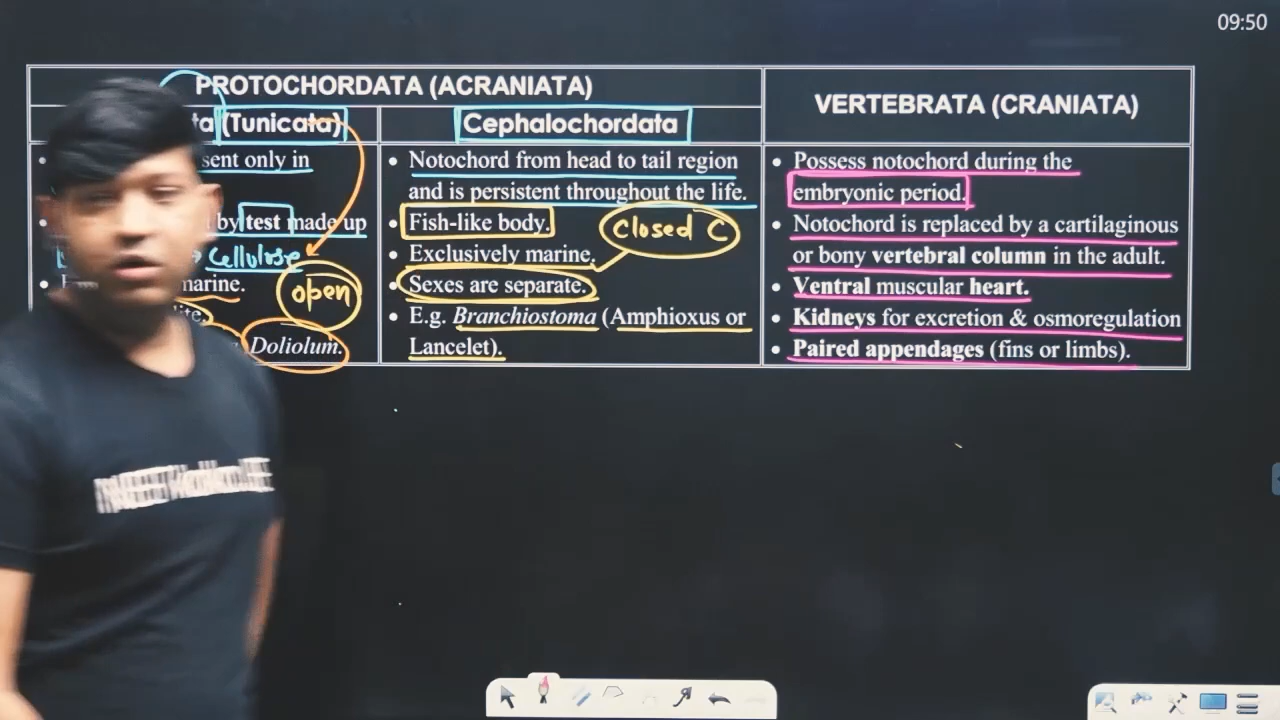 09:50
PROTOCHORDATA (ACRANIATA)
VERTEBRATA (CRANIATA)
(Tunicata)
Cephalochordata
only in
• Notochord from head to tail region
and is persistent throughout the life.
• Possess notochord during the
embryonic period.
by test made up
Cellulose
• Fish-like body.
closed C
• Exclusively marine.
• Notochord is replaced by a cartilaginous
or bony vertebral column in the adult.
open
• Sexes are separate.
• Ventral muscular heart.
Doliolum.
• E.g. Branchiostoma (Amphioxus or
Lancelet).
• Kidneys for excretion & osmoregulation
• Paired appendages (fins or limbs).